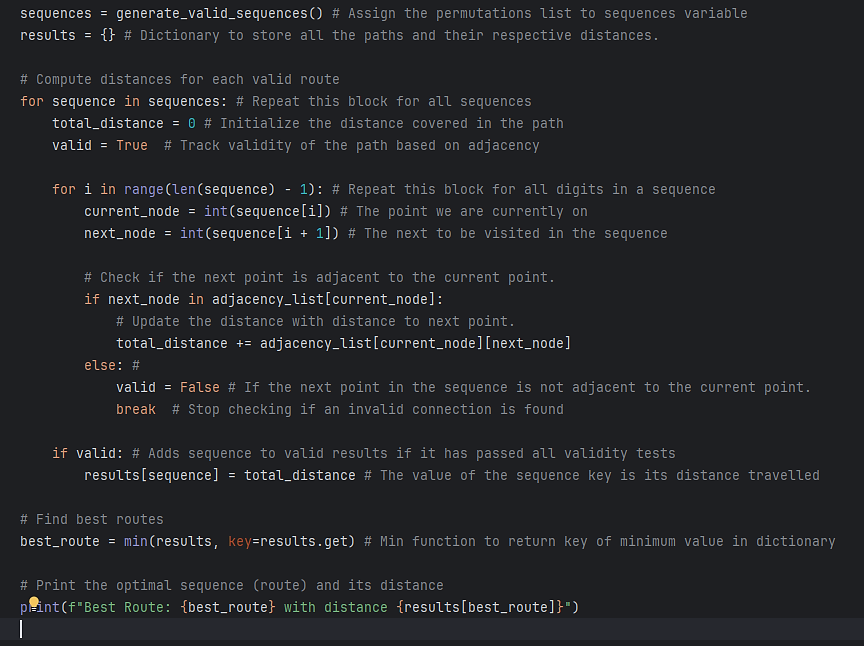 sequences = generate_valid_sequences() # Assign the permutations list to sequences variable
results = {} # Dictionary to store all the paths and their respective distances.

# Compute distances for each valid route
for sequence in sequences: # Repeat this block for all sequences
    total_distance = 0 # Initialize the distance covered in the path
    valid = True  # Track validity of the path based on adjacency

    for i in range(len(sequence) - 1): # Repeat this block for all digits in a sequence
        current_node = int(sequence[i]) # The point we are currently on
        next_node = int(sequence[i + 1]) # The next to be visited in the sequence

        # Check if the next point is adjacent to the current point.
        if next_node in adjacency_list[current_node]:
            # Update the distance with distance to next point.
            total_distance += adjacency_list[current_node][next_node]
        else: #
            valid = False # If the next point in the sequence is not adjacent to the current point.
            break  # Stop checking if an invalid connection is found

    if valid: # Adds sequence to valid results if it has passed all validity tests
        results[sequence] = total_distance # The value of the sequence key is its distance travelled

# Find best routes
best_route = min(results, key=results.get) # Min function to return key of minimum value in dictionary

# Print the optimal sequence (route) and its distance
print(f"Best Route: {best_route} with distance {results[best_route]}")